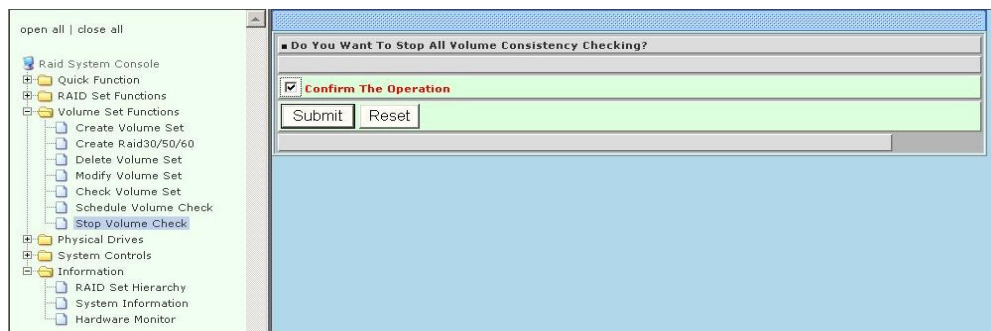 open all | close all
Raid System Console
Quick Function
RAID Set Functions
Volume Set Functions
Create Volume Set
Create Raid30/50/60
Delete Volume Set
Modify Volume Set
Check Volume Set
Schedule Volume Check
Stop Volume Check
Physical Drives
System Controls
Information
RAID Set Hierarchy
System Information
Hardware Monitor
Do You Want To Stop All Volume Consistency Checking?
Confirm The Operation
Submit Reset